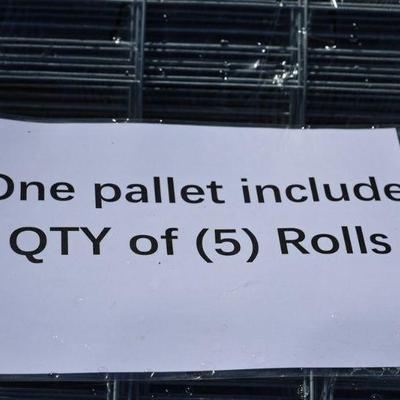 One pallet include
QTY of (5) Rolls